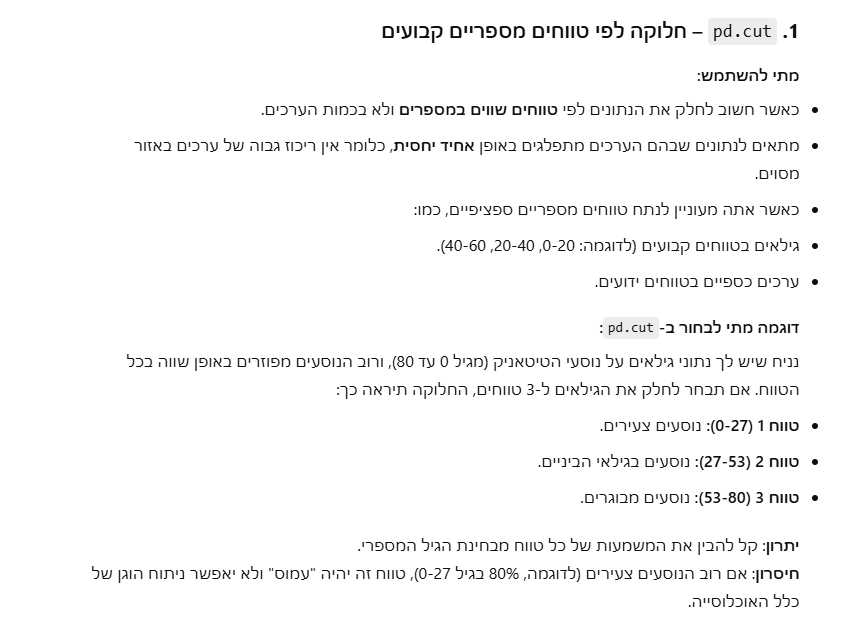 1. pd.cut – חלוקה לפי טווחים מספריים קבועים
מתי להשתמש:
• כאשר חשוב לחלק את הנתונים לפי טווחים שווים במספרים ולא בכמות הערכים.
• מתאים לנתונים שבהם הערכים מתפלגים באופן אחיד יחסית, כלומר אין ריכוז גבוה של ערכים באזור
מסוים.
• כאשר אתה מעוניין לנתח טווחים מספריים ספציפיים, כמו:
• גילאים בטווחים קבועים (לדוגמה: 0-20, 20-40, 40-60).
• ערכים כספיים בטווחים ידועים.
דוגמה מתי לבחור ב-pd.cut:
נניח שיש לך נתוני גילאים על נוסעי הטיטאניק (מגיל 0 עד 80), ורוב הנוסעים מפוזרים באופן שווה בכל
הטווח. אם תבחר לחלק את הגילאים ל-3 טווחים, החלוקה תיראה כך:
• טווח 1 (0-27): נוסעים צעירים.
• טווח 2 (27-53): נוסעים בגילאי הביניים.
• טווח 3 (53-80): נוסעים מבוגרים.
יתרון: קל להבין את המשמעות של כל טווח מבחינת הגיל המספרי.
חיסרון: אם רוב הנוסעים צעירים (לדוגמה, 80% בגיל 0-27), טווח זה יהיה "עמוס" ולא יאפשר ניתוח הוגן של
כלל האוכלוסייה.